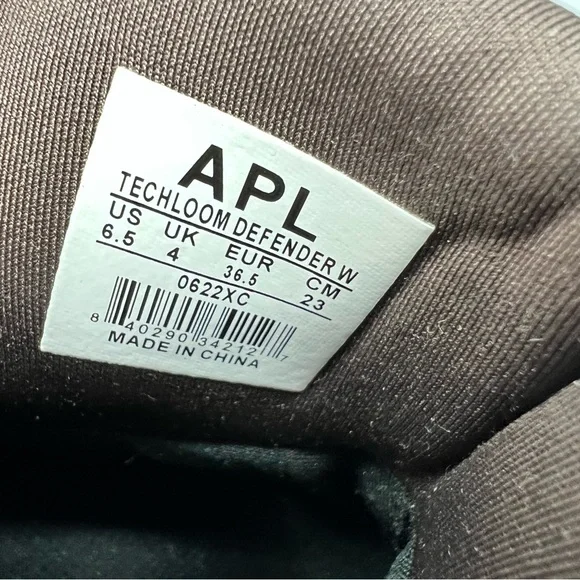 APL
TECHLOOM DEFENDER W
US UK EUR CM
6.5 4 36.5 23
0622XC
8 40290 34212 7
MADE IN CHINA